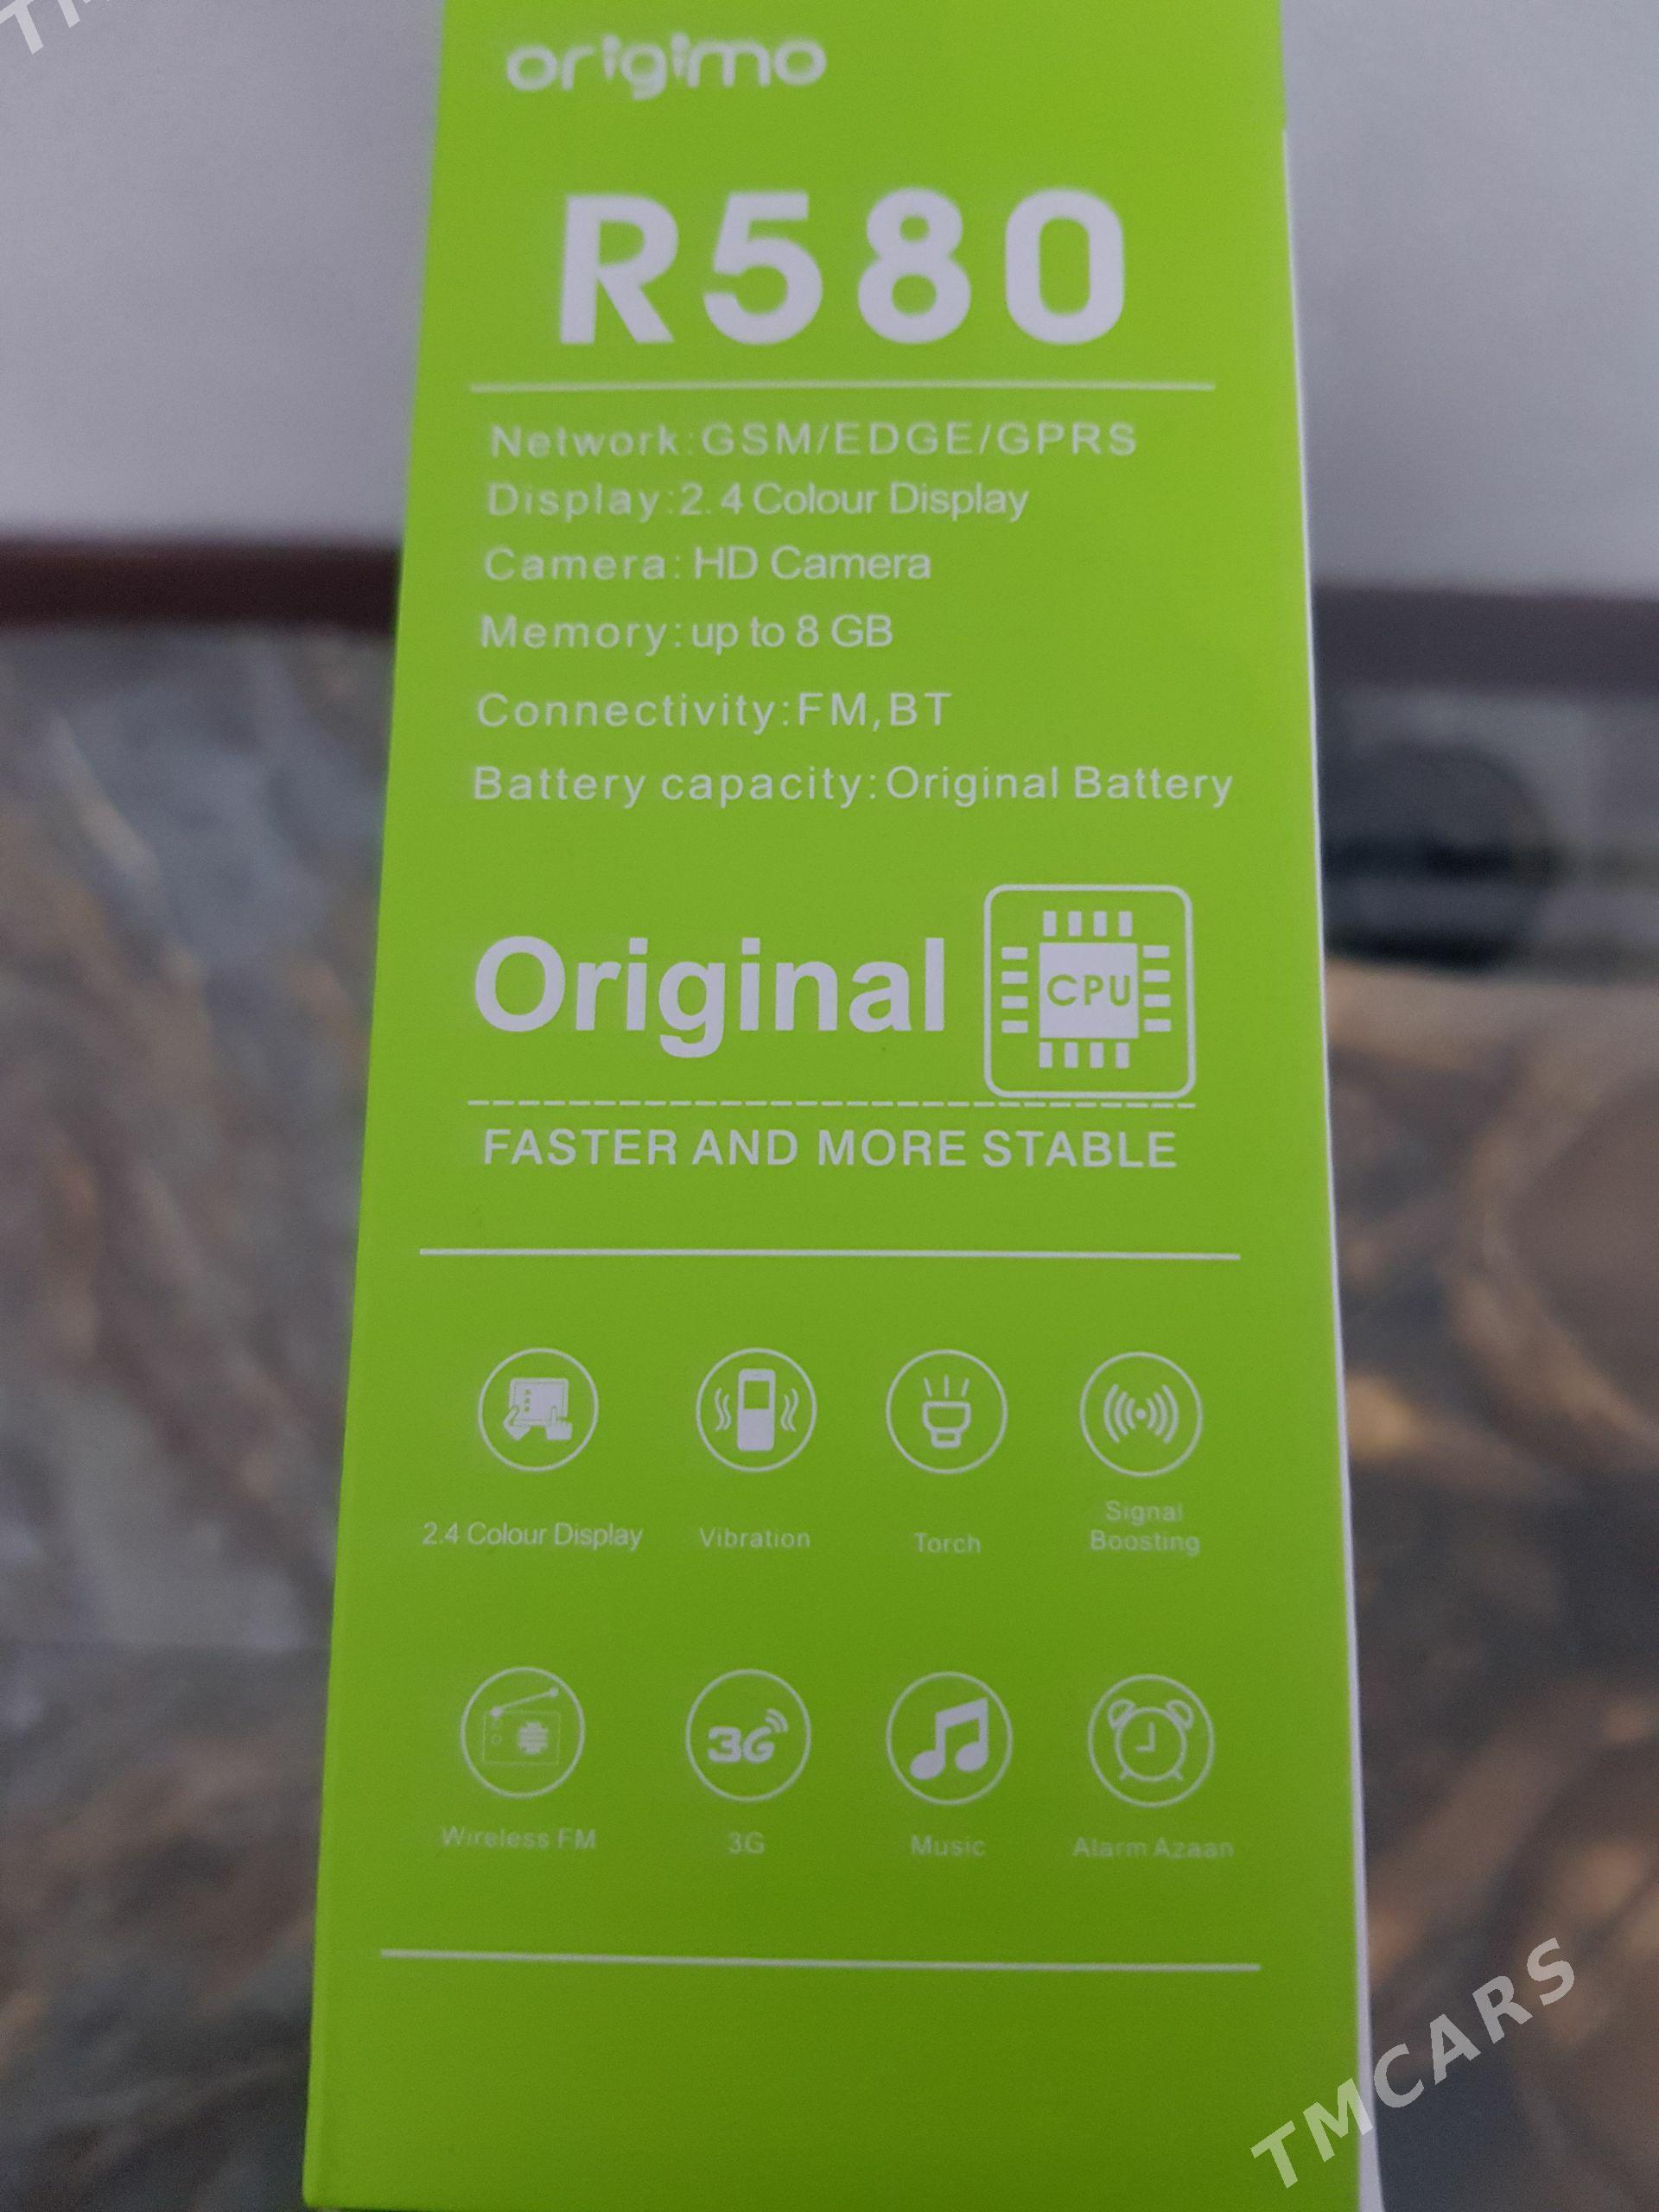 origimo
R580
Network:GSM/EDGE/GPRS
Display:2.4 Colour Display
Camera: HD Camera
Memory: up to 8 GB
Connectivity:FM,BT
Battery capacity:Original Battery
Original CPU
FASTER AND MORE STABLE
2.4 Colour Display
Vibration
Torch
Signal
Boosting
3G
Wireless FM
3G
Music
Alarm Azaan
TMCARS